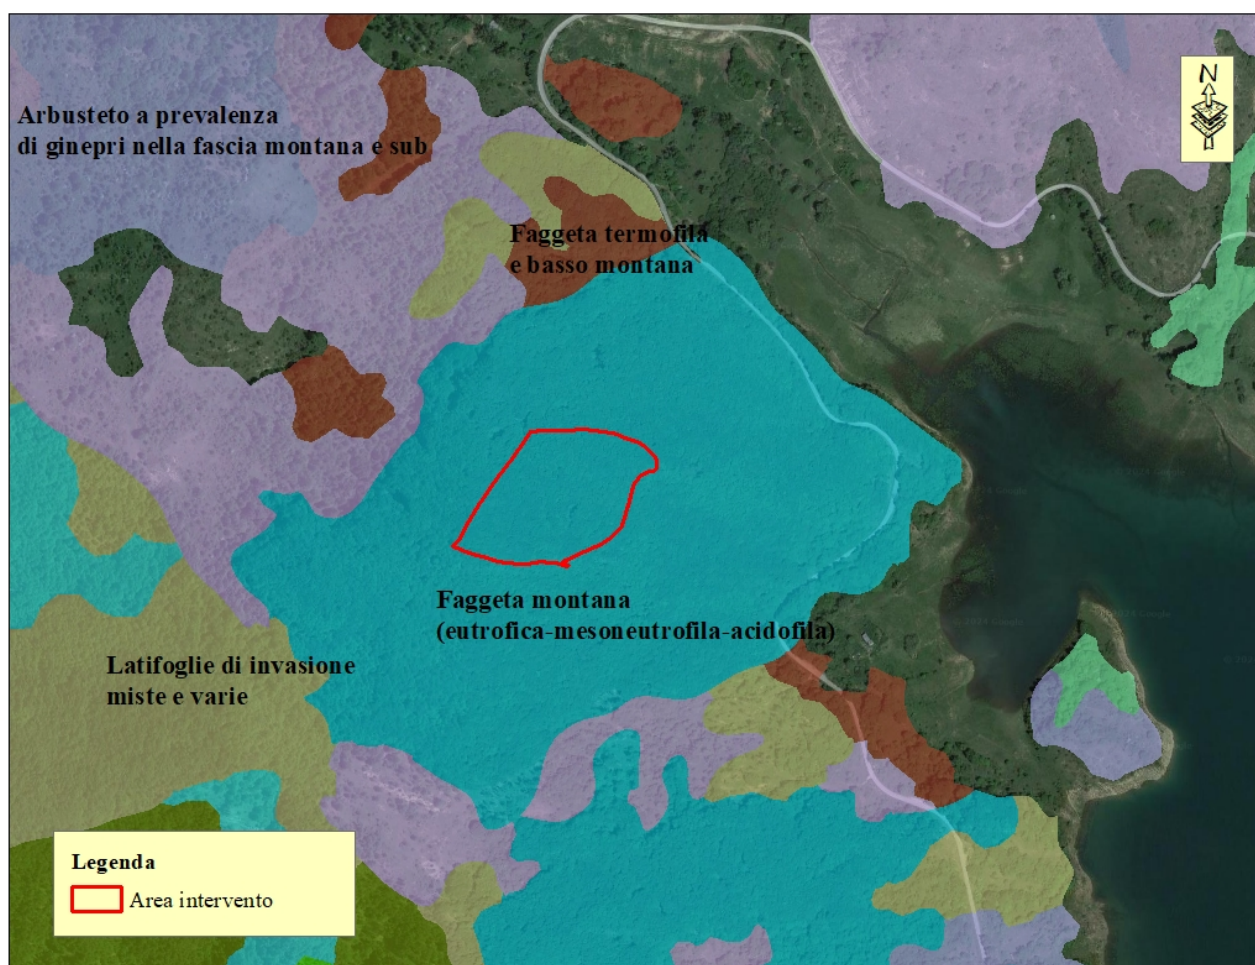 N
Arbusteto a prevalenza
di ginepri nella fascia montana e sub
Faggeta termofila
e basso montana
Faggeta montana
(eutrofica-mesoneutrofila-acidofila)
Latifoglie di invasione
miste e varie
Legenda
Area intervento